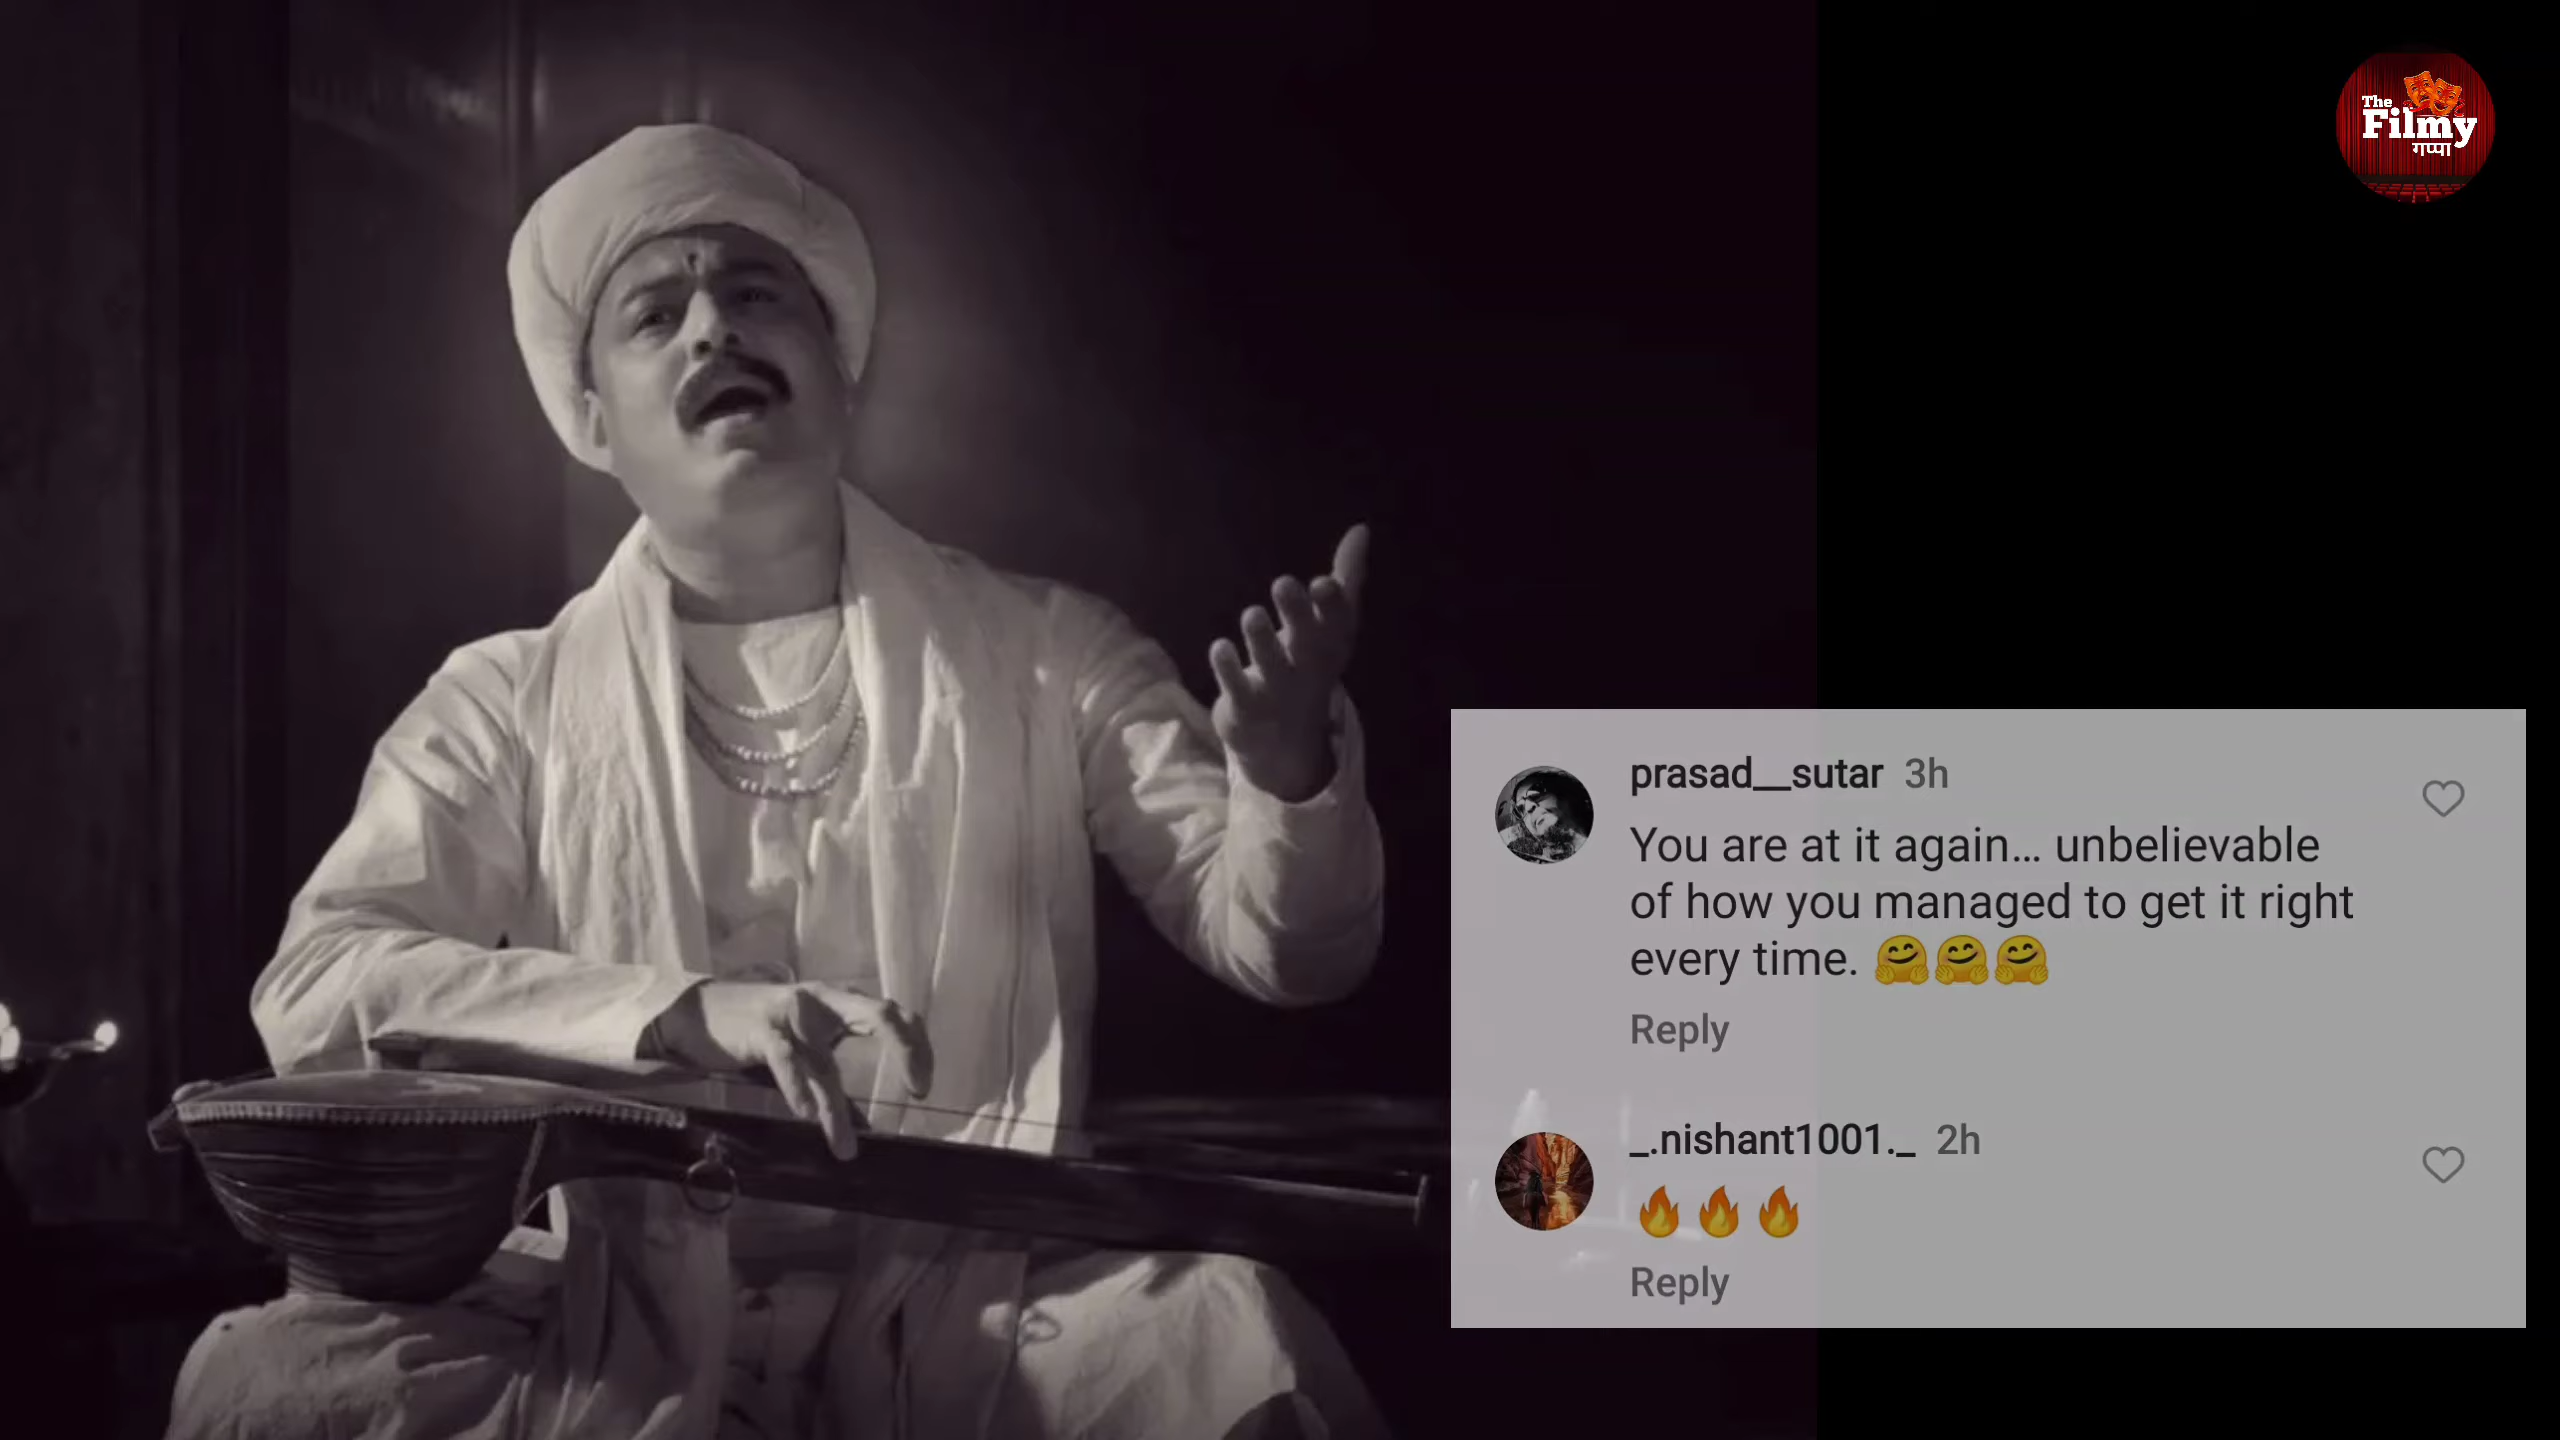 The
Filmy
गप्पा
prasad__sutar 3h
You are at it again... unbelievable
of how you managed to get it right
every time. 🤗🤗🤗
Reply
_.nishant1001._ 2h
🔥🔥🔥
Reply